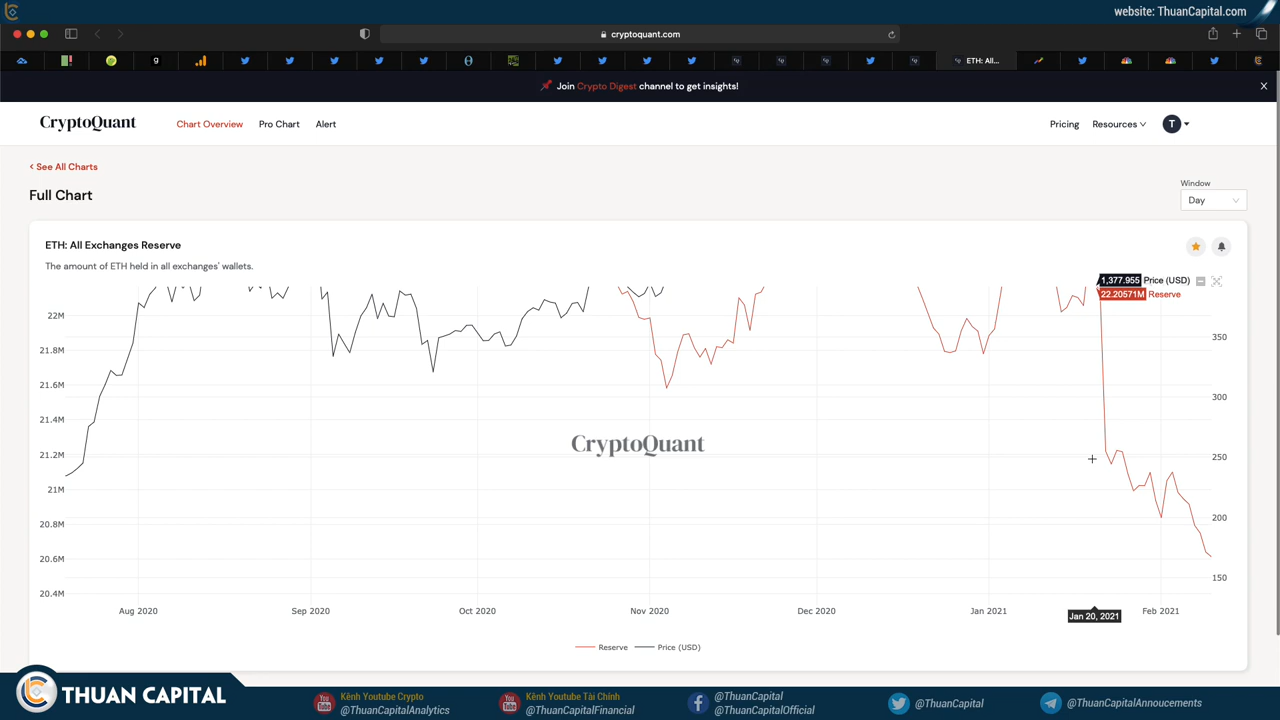 website: ThuanCapital.com
cryptoquant.com
ETH: All...
Join Crypto Digest channel to get insights!
CryptoQuant
Chart Overview
Pro Chart
Alert
Pricing
Resources
T
< See All Charts
Full Chart
Window
Day
ETH: All Exchanges Reserve
The amount of ETH held in all exchanges' wallets.
1,377.955 Price (USD)
22.20571M Reserve
22M
21.8M
21.6M
21.4M
21.2M
21M
20.8M
20.6M
20.4M
350
300
250
200
150
CryptoQuant
Aug 2020
Sep 2020
Oct 2020
Nov 2020
Dec 2020
Jan 2021
Jan 20, 2021
Feb 2021
Reserve
Price (USD)
THUAN CAPITAL
You Tube
Kênh Youtube Crypto
@ThuanCapitalAnalytics
You Tube
Kênh Youtube Tài Chính
@ThuanCapitalFinancial
@ThuanCapital
@ThuanCapitalOfficial
@ThuanCapital
@ThuanCapitalAnnoucements